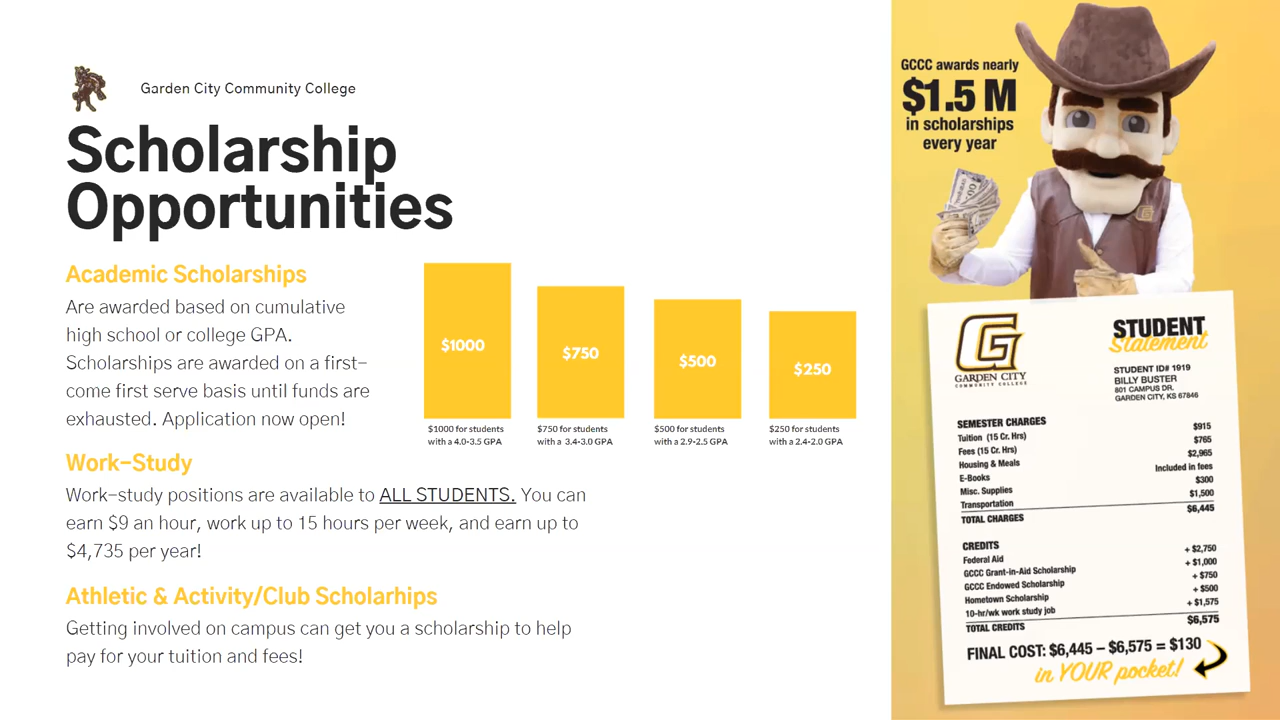 Garden City Community College
Scholarship
Opportunities
Academic Scholarships
Are awarded based on cumulative
high school or college GPA.
Scholarships are awarded on a first-
come first serve basis until funds are
exhausted. Application now open!
$1000
$750
$500
$250
$1000 for students
with a 4.0-3.5 GPA
$750 for students
with a 3.4-3.0 GPA
$500 for students
with a 2.9-2.5 GPA
$250 for students
with a 2.4-2.0 GPA
Work-Study
Work-study positions are available to ALL STUDENTS. You can
earn $9 an hour, work up to 15 hours per week, and earn up to
$4,735 per year!
Athletic & Activity/Club Scholarhips
Getting involved on campus can get you a scholarship to help
pay for your tuition and fees!
GCCC awards nearly
$1.5 M
in scholarships
every year
G
G
GARDEN CITY
COMMUNITY COLLEGE
STUDENT
Statement
STUDENT ID# 1919
BILLY BUSTER
801 CAMPUS DR.
GARDEN CITY, KS 67846
SEMESTER CHARGES
Tuition (15 Cr. Hrs) $915
Fees (15 Cr. Hrs) $765
Housing & Meals $2,965
E-Books Included in fees
Misc. Supplies $300
Transportation $1,500
TOTAL CHARGES $6,445
CREDITS
Federal Aid + $2,750
GCCC Grant-in-Aid Scholarship + $1,000
GCCC Endowed Scholarship + $750
Hometown Scholarship + $500
10-hr/wk work study job + $1,575
TOTAL CREDITS $6,575
FINAL COST: $6,445 – $6,575 = $130
in YOUR pocket!